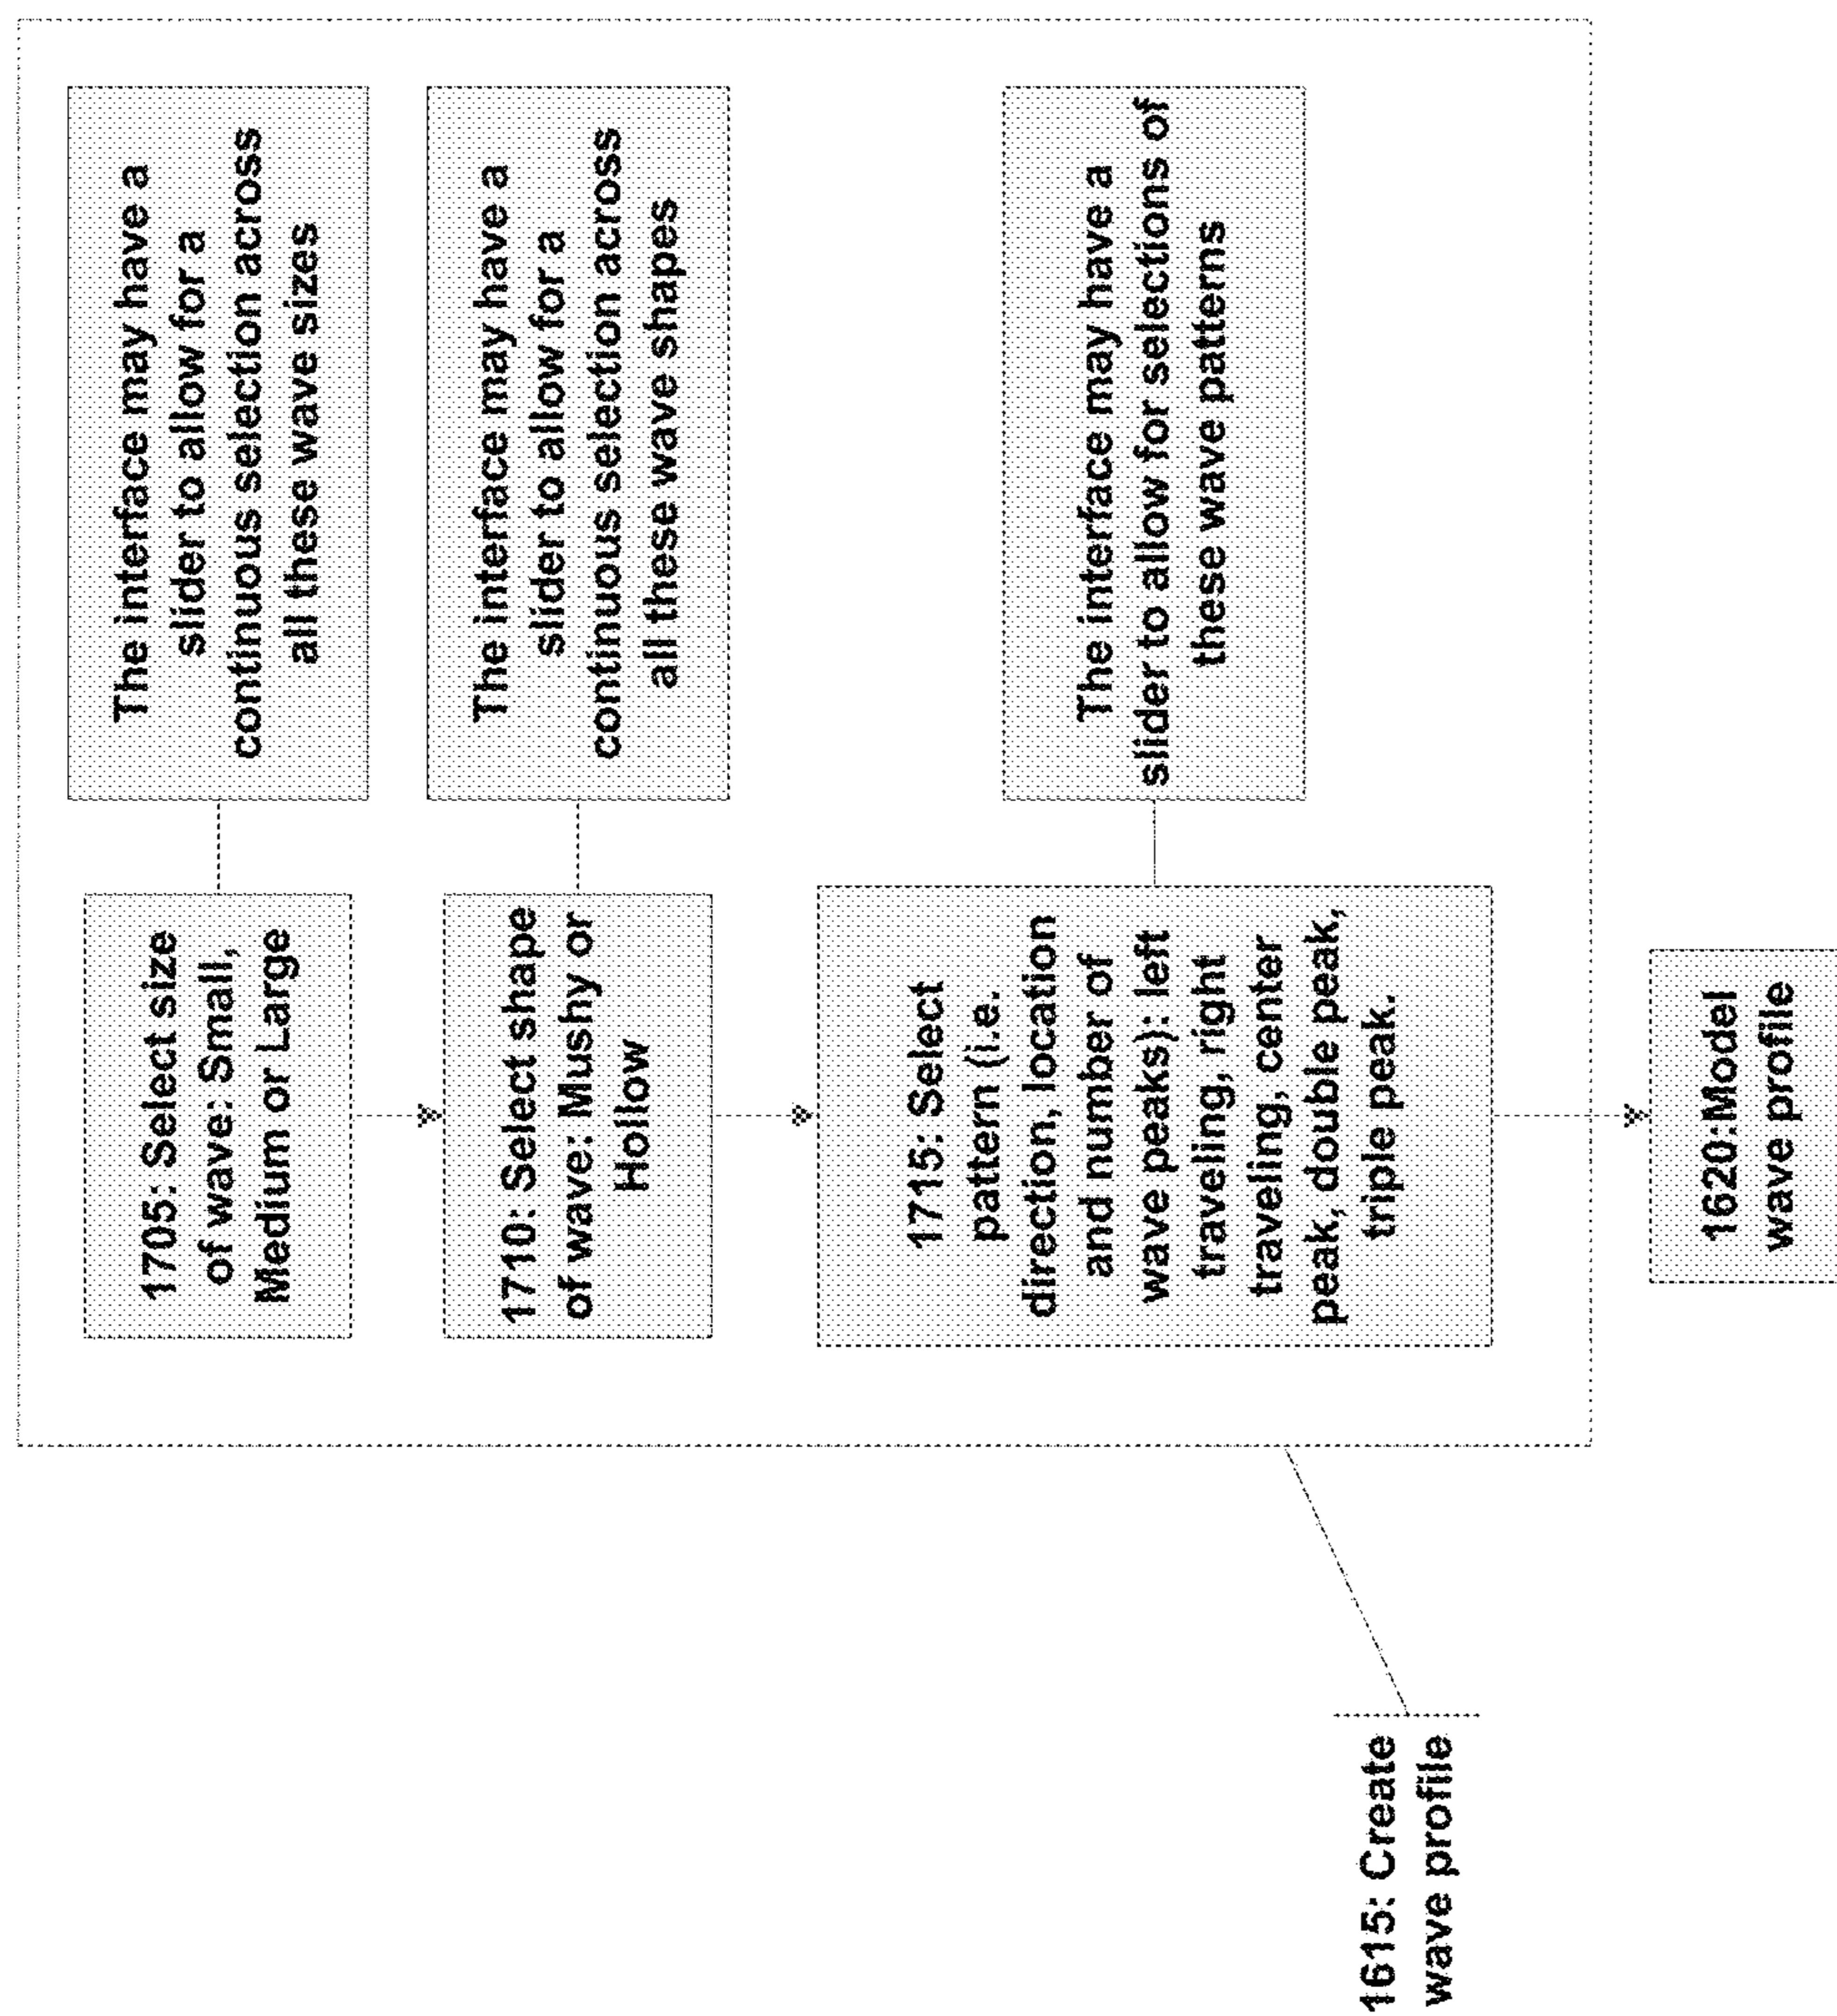 1705: Select size
of wave: Small,
Medium or Large
The interface may have a
slider to allow for a
continuous selection across
all these wave sizes
1710: Select shape
of wave: Mushy or
Hollow
The interface may have a
slider to allow for a
continuous selection across
all these wave shapes
1715: Select
pattern (i.e.
direction, location
and number of
wave peaks): left
traveling, right
traveling, center
peak, double peak,
triple peak.
The interface may have a
slider to allow for selections of
these wave patterns
1615: Create
wave profile
1620:Model
wave profile